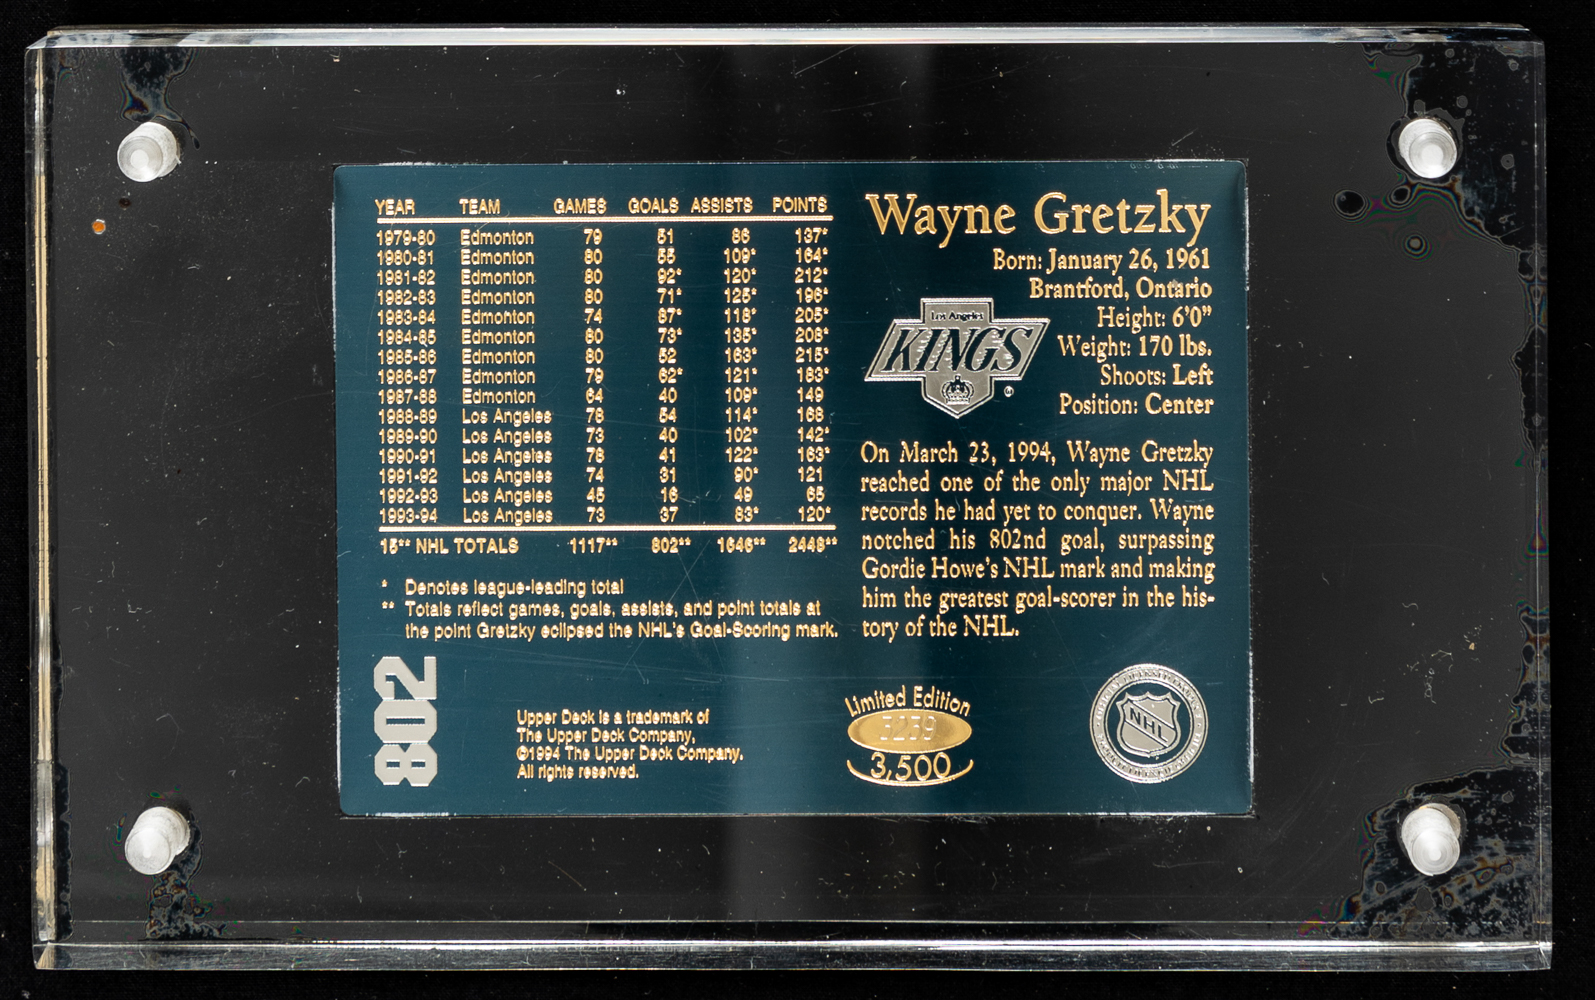 YEAR TEAM GAMES GOALS ASSISTS POINTS
1979-80 Edmonton 79 51 86 137*
1980-81 Edmonton 80 55 109* 164*
1981-82 Edmonton 80 92* 120* 212*
1982-83 Edmonton 80 71* 125* 196*
1983-84 Edmonton 74 87* 118* 205*
1984-85 Edmonton 80 73* 135* 208*
1985-86 Edmonton 80 52 163* 215*
1986-87 Edmonton 79 62* 121* 183*
1987-88 Edmonton 64 40 109* 149
1988-89 Los Angeles 78 54 114* 168
1989-90 Los Angeles 73 40 102* 142*
1990-91 Los Angeles 78 41 122* 163*
1991-92 Los Angeles 74 31 90* 121
1992-93 Los Angeles 45 16 49 65
1993-94 Los Angeles 73 37 83* 120*
15** NHL TOTALS 1117** 802** 1646** 2448**
* Denotes league-leading total
** Totals reflect games, goals, assists, and point totals at
the point Gretzky eclipsed the NHL's Goal-Scoring mark.
802
Upper Deck is a trademark of
The Upper Deck Company,
©1994 The Upper Deck Company.
All rights reserved.
Wayne Gretzky
Born: January 26, 1961
Brantford, Ontario
Height: 6'0"
Weight: 170 lbs.
Shoots: Left
Position: Center
Los Angeles
KINGS
®
On March 23, 1994, Wayne Gretzky
reached one of the only major NHL
records he had yet to conquer. Wayne
notched his 802nd goal, surpassing
Gordie Howe's NHL mark and making
him the greatest goal-scorer in the his-
tory of the NHL.
Limited Edition
3239
3,500
NHL